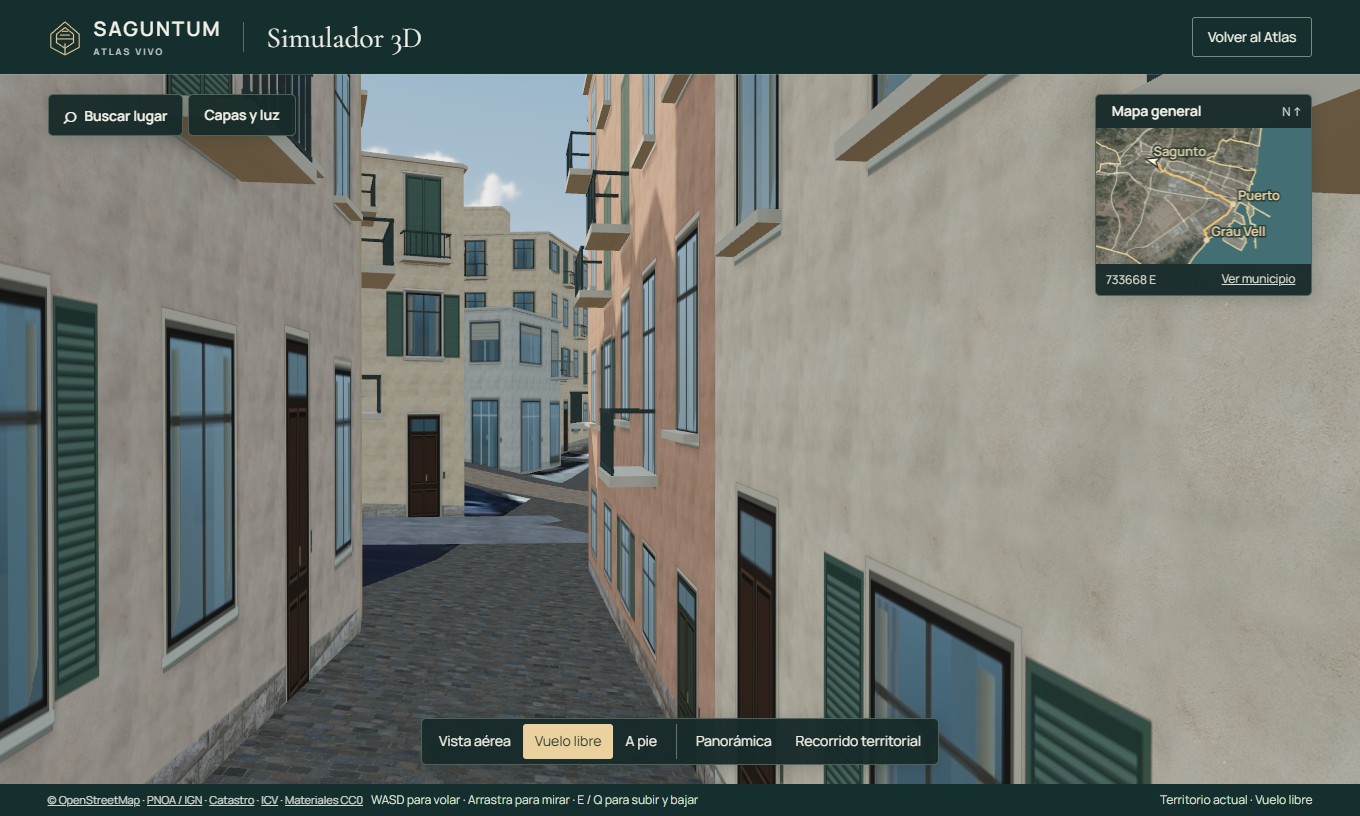 SAGUNTUM
ATLAS VIVO
Simulador 3D
Volver al Atlas
Buscar lugar
Capas y luz
Mapa general
N ↑
Sagunto
Puerto
Grau Vell
733668 E
Ver municipio
Vista aérea
Vuelo libre
A pie
Panorámica
Recorrido territorial
© OpenStreetMap · PNOA / IGN · Catastro · ICV · Materiales CC0
WASD para volar · Arrastra para mirar · E / Q para subir y bajar
Territorio actual · Vuelo libre